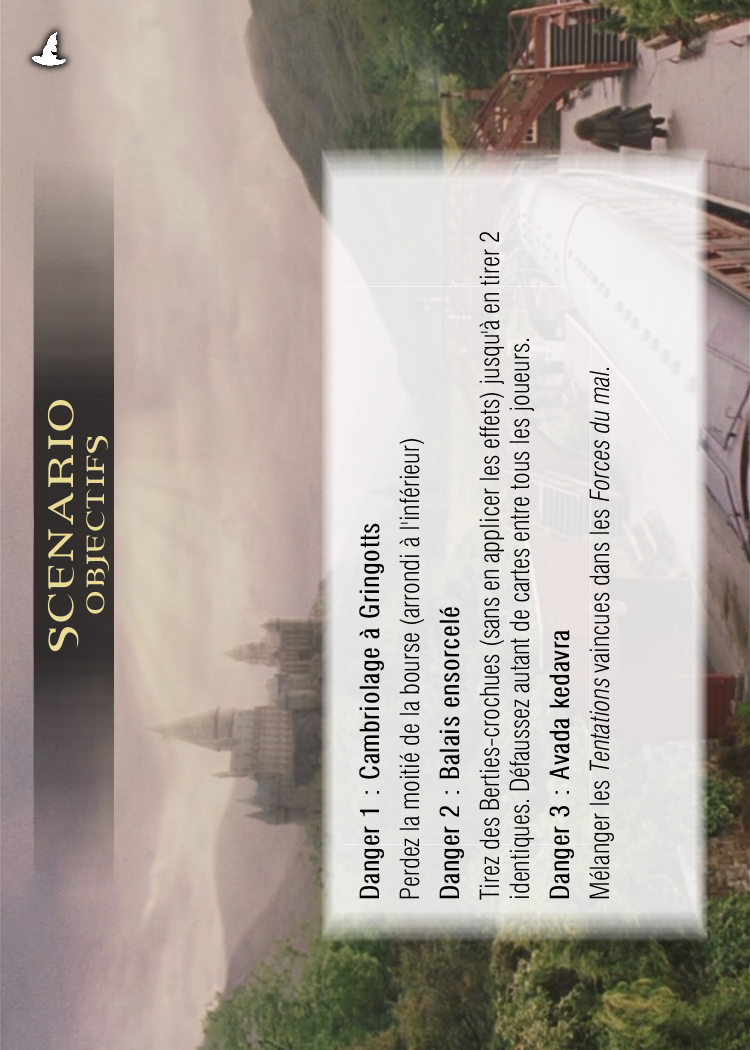 SCENARIO
OBJECTIFS
Danger 1 : Cambriolage à Gringotts
Perdez la moitié de la bourse (arrondi à l'inférieur)
Danger 2 : Balais ensorcelé
Tirez des Berties-crochues (sans en applicer les effets) jusqu'à en tirer 2
identiques. Défaussez autant de cartes entre tous les joueurs.
Danger 3 : Avada kedavra
Mélanger les Tentations vaincues dans les Forces du mal.